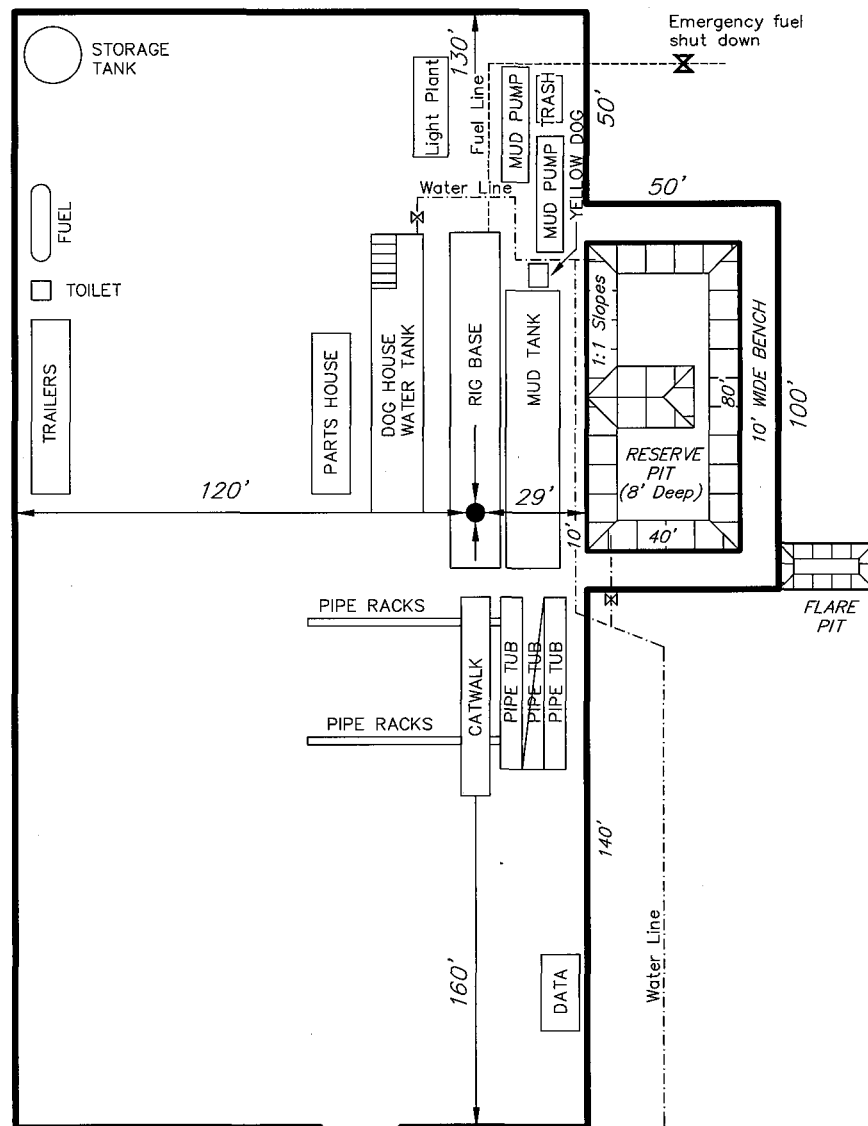 STORAGE
TANK
130'
Emergency fuel
shut down
Light Plant
Fuel Line
MUD PUMP
TRASH
50'
MUD PUMP
YELLOW DOG
Water Line
50'
FUEL
TOILET
TRAILERS
PARTS HOUSE
DOG HOUSE
WATER TANK
RIG BASE
MUD TANK
1:1 Slopes
80'
10' WIDE BENCH
100'
RESERVE
PIT
(8' Deep)
120'
29'
10'
40'
FLARE
PIT
PIPE RACKS
CATWALK
PIPE TUB
PIPE TUB
PIPE TUB
PIPE RACKS
140'
160'
DATA
Water Line